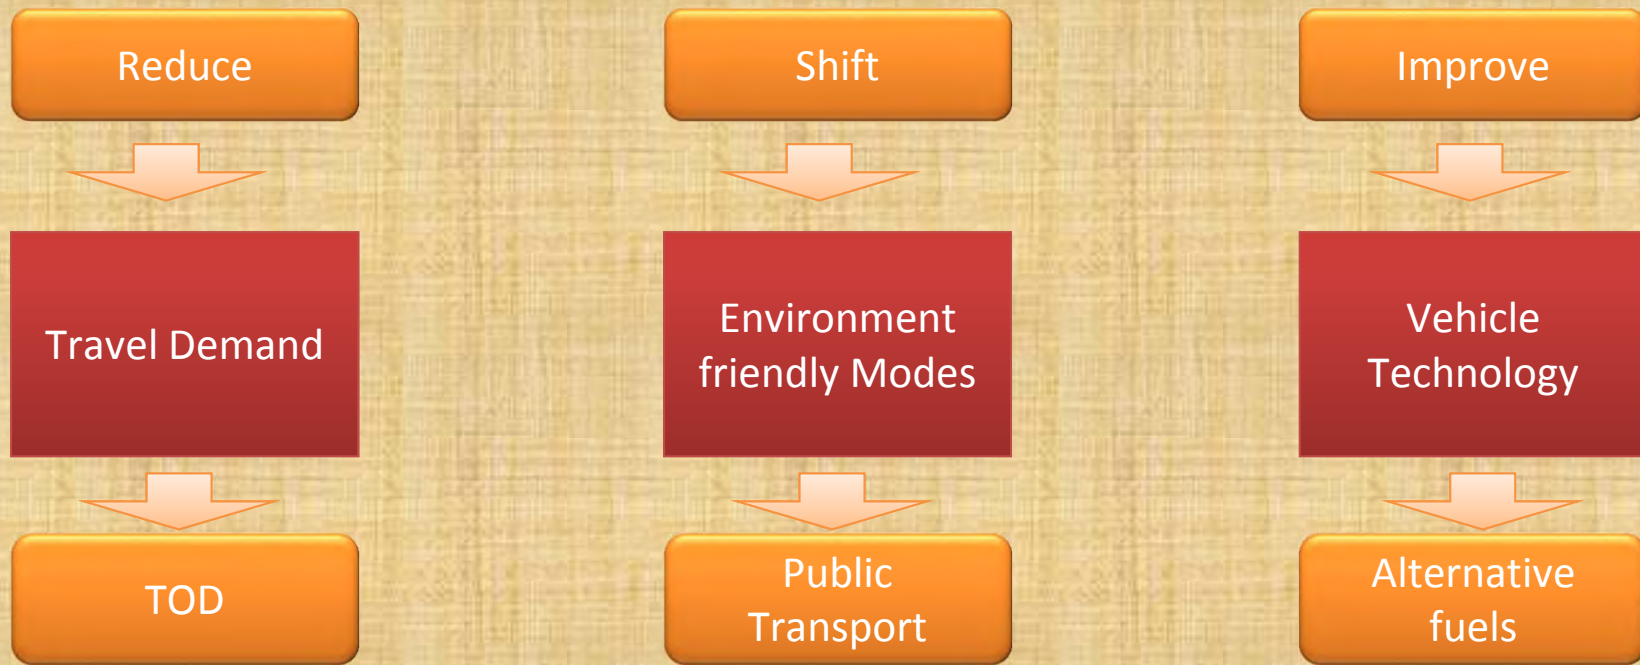 Reduce
Shift
Improve
Travel Demand
Environment
friendly Modes
Vehicle
Technology
TOD
Public
Transport
Alternative
fuels